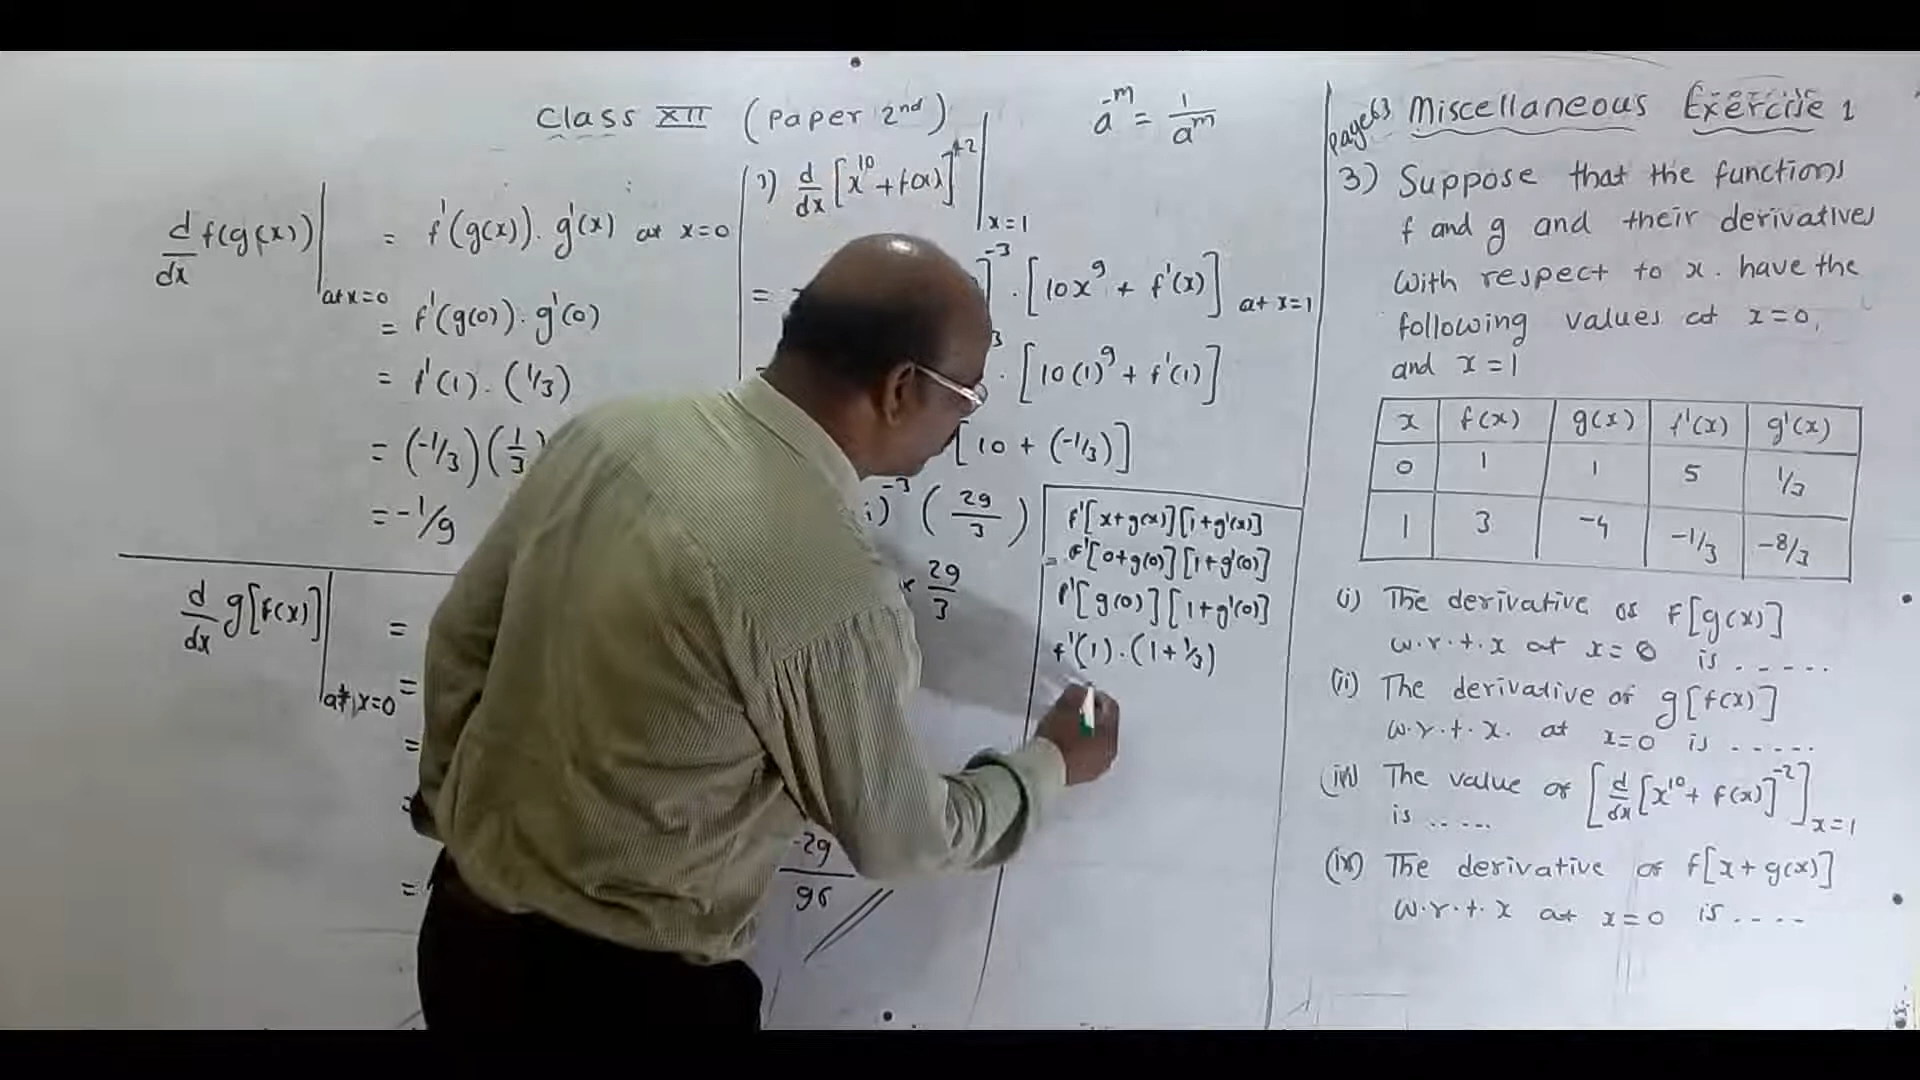 Class XII (Paper 2nd)
d/dx f(g(x)) | at x=0 = f'(g(x)). g'(x) at x=0
= f'(g(0)). g'(0)
= f'(1). (1/3)
= (-1/3)(1/3)
= -1/9
d/dx g[f(x)] | at x=0 =
=
=
=
a^-m = 1/a^m
d/dx [x^10 + f(x)]^-2 | x=1
= ]^-3 . [10x^9 + f'(x)] at x=1
. [10(1)^9 + f'(1)]
[10 + (-1/3)]
)^-3 (29/3)
× 29/3
-29/96
f'[x+g(x)][1+g'(x)]
= f'[0+g(0)][1+g'(0)]
f'[g(0)][1+g'(0)]
f'(1).(1+1/3)
Page 63 Miscellaneous Exercise 1
3) Suppose that the functions
f and g and their derivatives
with respect to x. have the
following values at x=0,
and x=1
x f(x) g(x) f'(x) g'(x)
0 1 1 5 1/3
1 3 -4 -1/3 -8/3
(i) The derivative of f[g(x)]
w.r.t.x at x=0 is .....
(ii) The derivative of g[f(x)]
w.r.t.x. at x=0 is .....
The value of [d/dx [x^10 + f(x)]^-2] x=1
is .....
The derivative of f[x+g(x)]
w.r.t.x at x=0 is ....